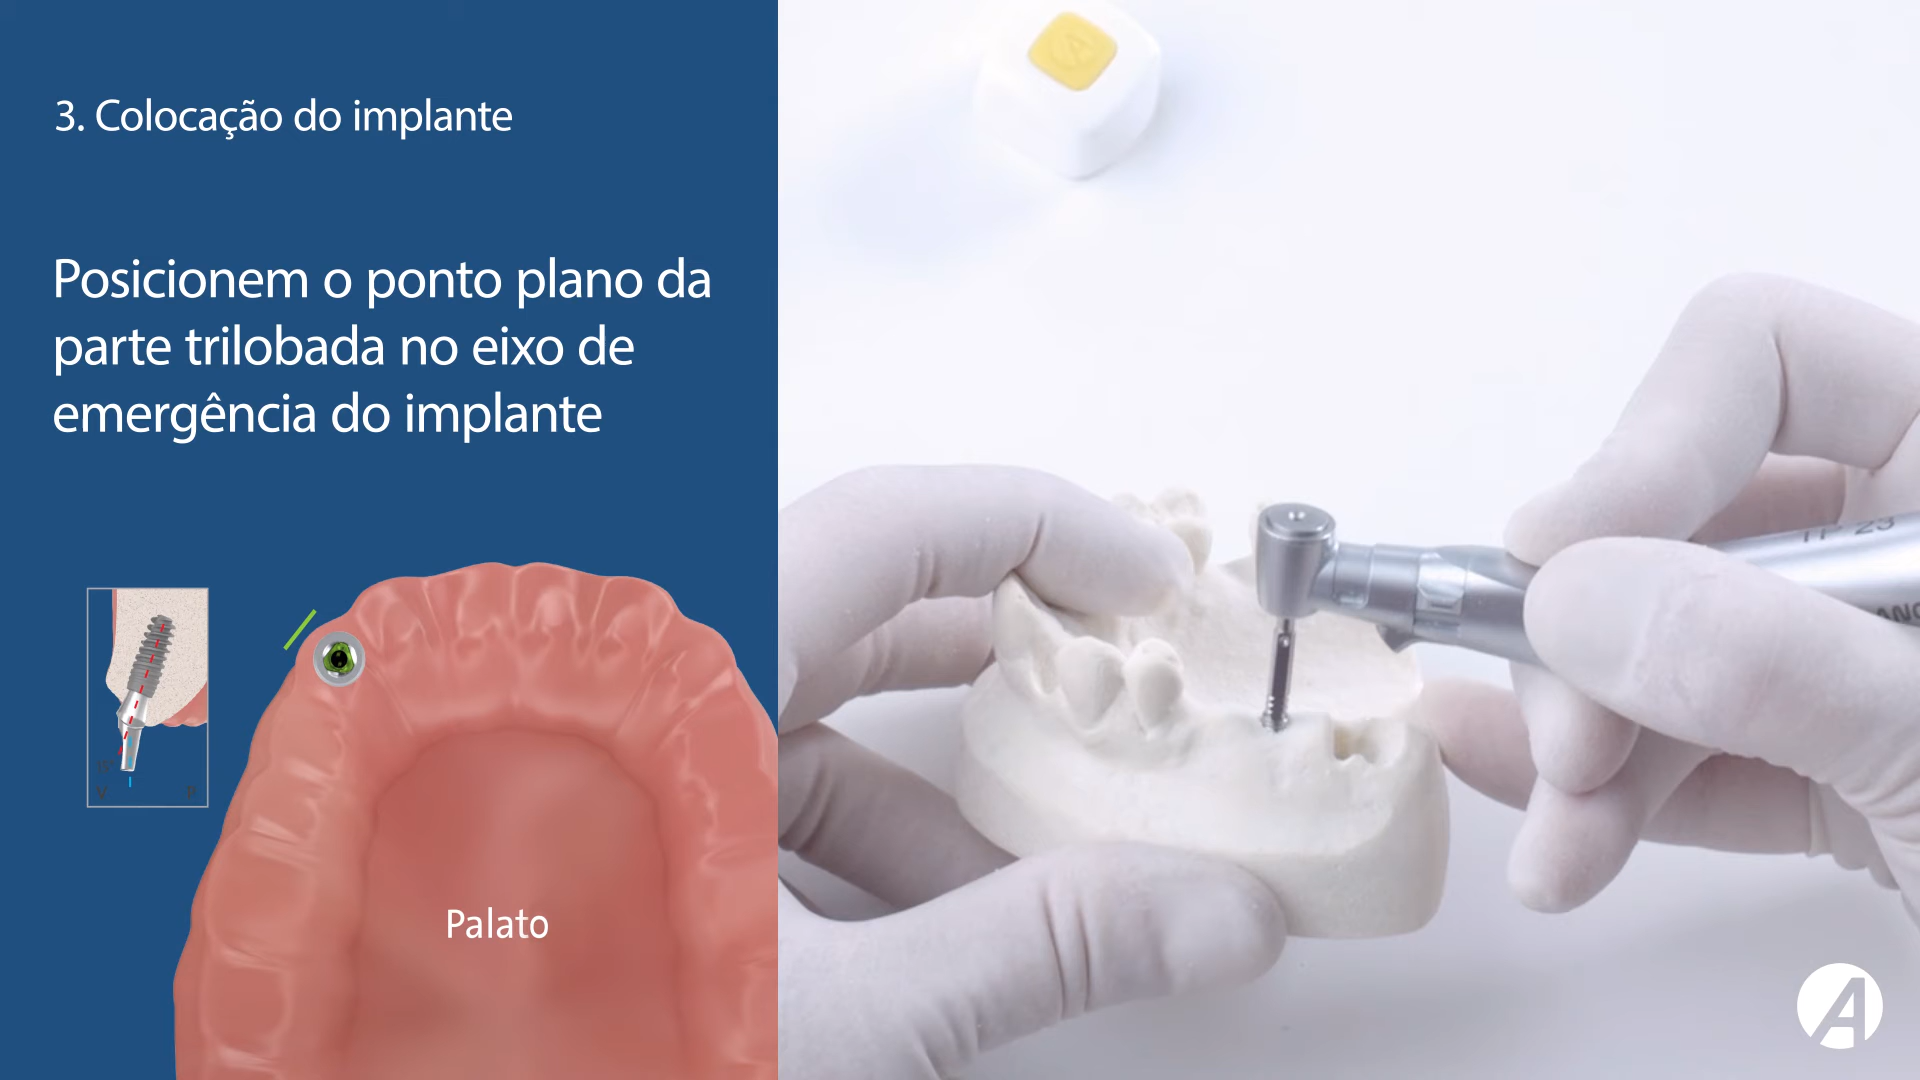 3. Colocação do implante
Posicionem o ponto plano da
parte trilobada no eixo de
emergência do implante
V
P
Palato